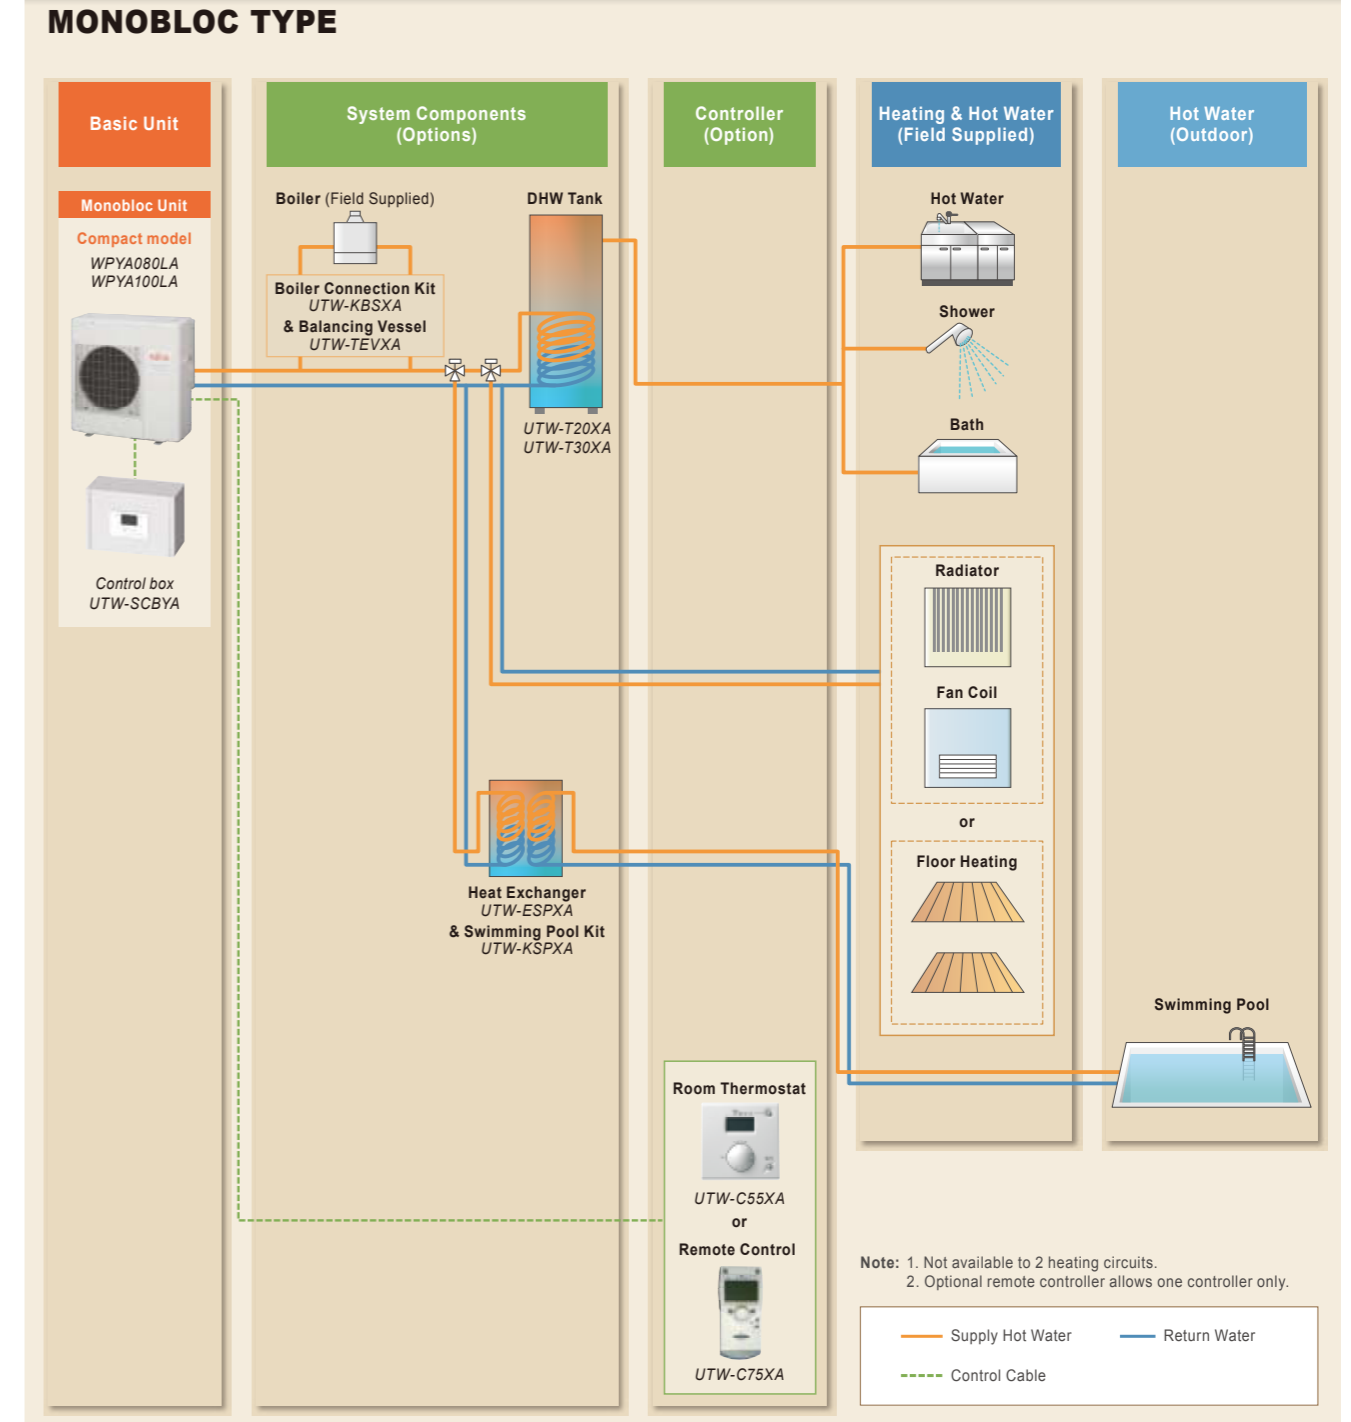 MONOBLOC TYPE
Basic Unit
System Components
(Options)
Controller
(Option)
Heating & Hot Water
(Field Supplied)
Hot Water
(Outdoor)
Monobloc Unit
Compact model
WPYA080LA
WPYA100LA
Control box
UTW-SCBYA
Boiler (Field Supplied)
Boiler Connection Kit
UTW-KBSXA
& Balancing Vessel
UTW-TEVXA
DHW Tank
UTW-T20XA
UTW-T30XA
Heat Exchanger
UTW-ESPXA
& Swimming Pool Kit
UTW-KSPXA
Room Thermostat
UTW-C55XA
or
Remote Control
UTW-C75XA
Hot Water
Shower
Bath
Radiator
Fan Coil
or
Floor Heating
Swimming Pool
Note: 1. Not available to 2 heating circuits.
2. Optional remote controller allows one controller only.
Supply Hot Water
Return Water
Control Cable